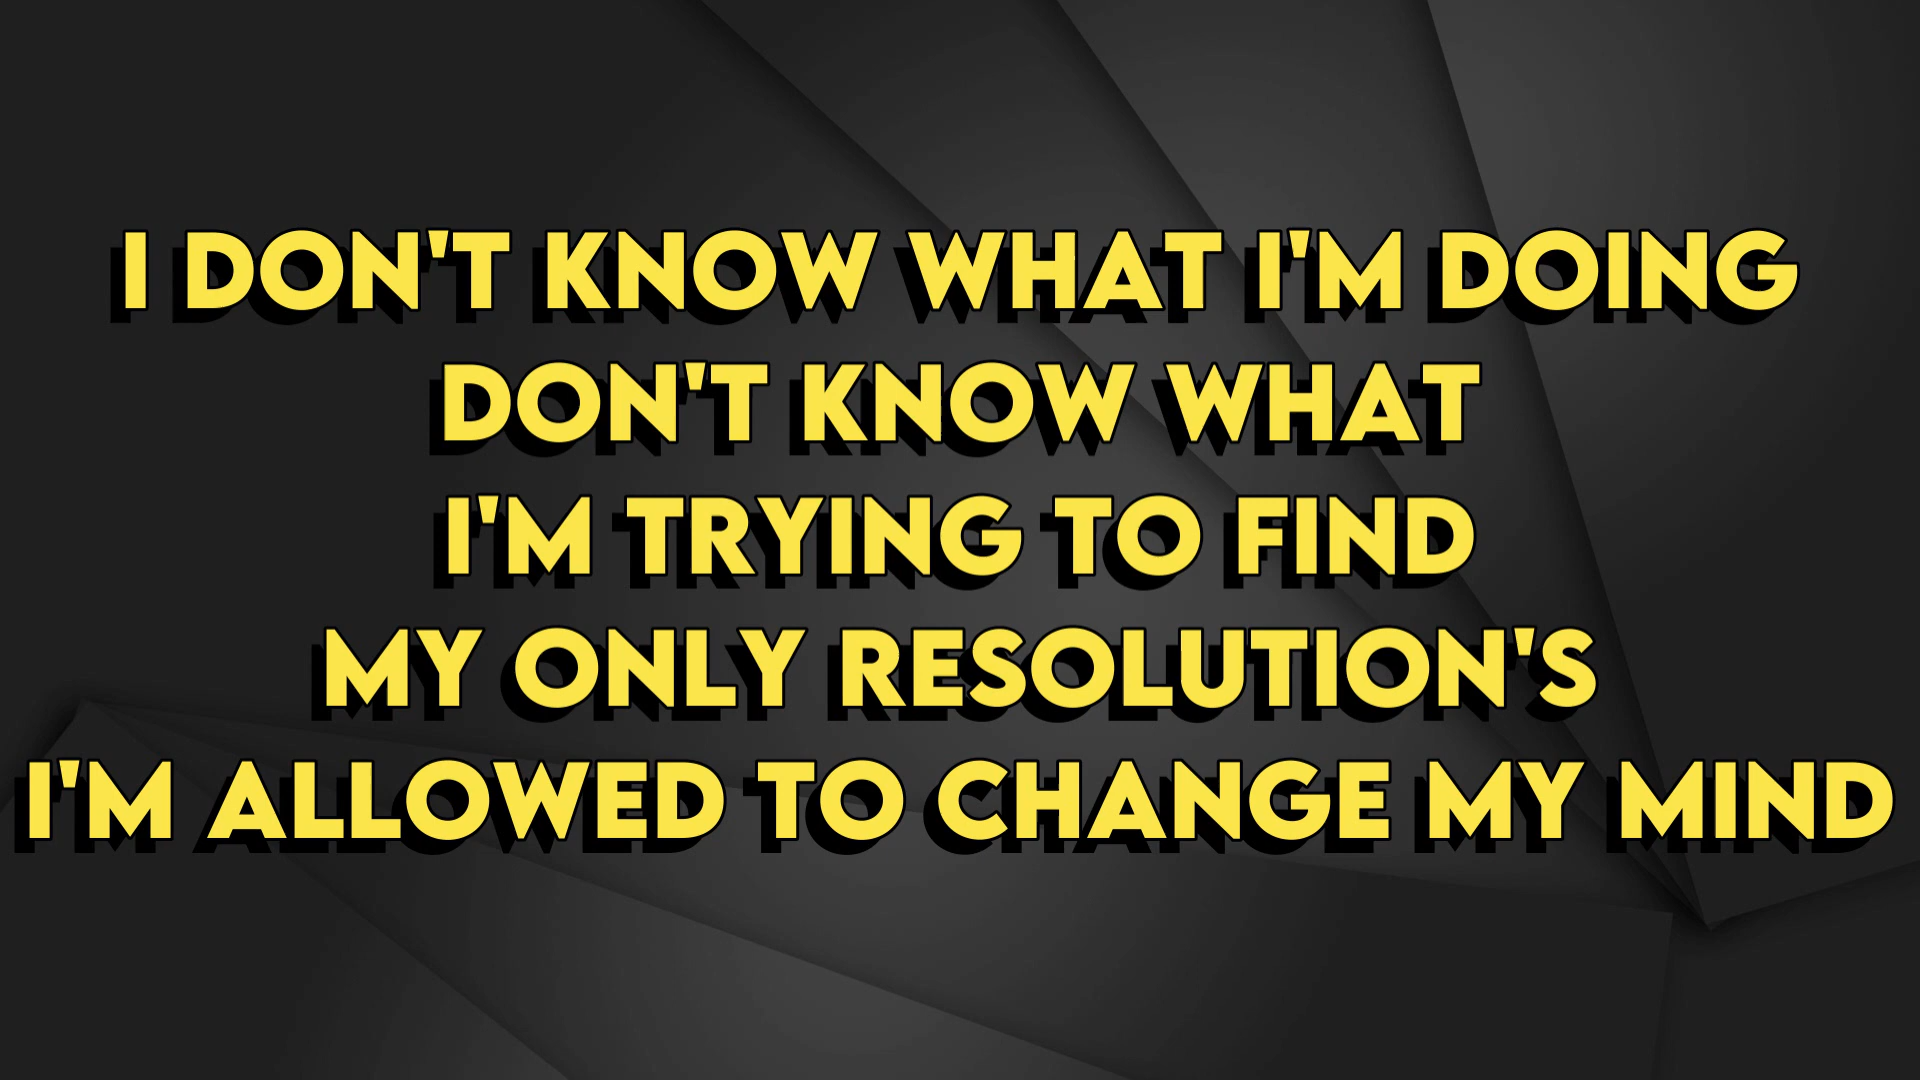 I DON'T KNOW WHAT I'M DOING
DON'T KNOW WHAT
I'M TRYING TO FIND
MY ONLY RESOLUTION'S
I'M ALLOWED TO CHANGE MY MIND